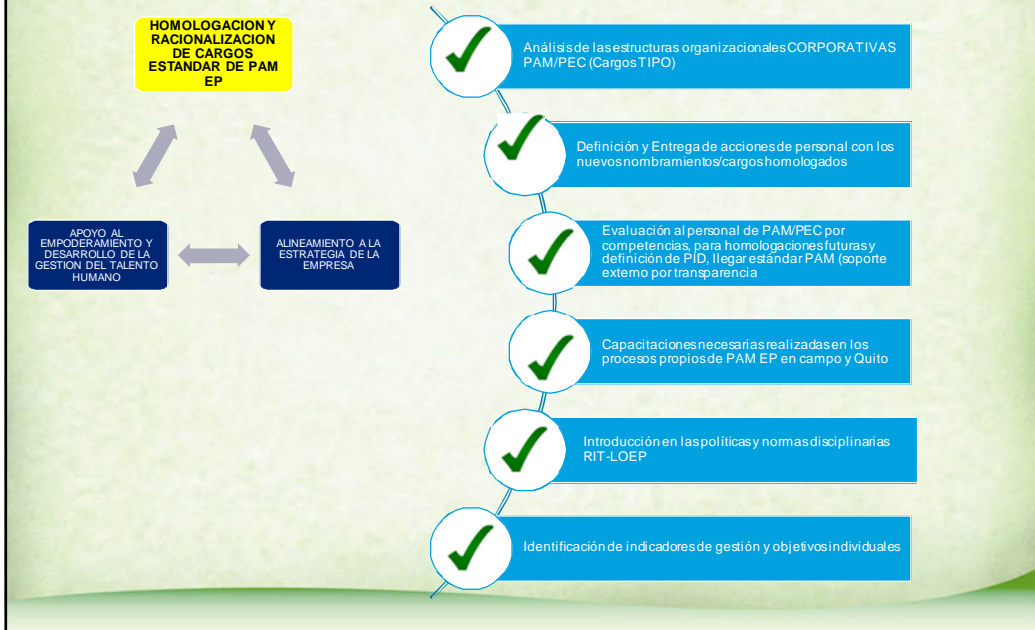 HOMOLOGACION Y
RACIONALIZACION
DE CARGOS
ESTANDAR DE PAM
EP
APOYO AL
EMPODERAMIENTO Y
DESARROLLO DE LA
GESTION DEL TALENTO
HUMANO
ALINEAMIENTO A LA
ESTRATEGIA DE LA
EMPRESA
Análisis de las estructuras organizacionales CORPORATIVAS
PAM/PEC (Cargos TIPO)
Definición y Entrega de acciones de personal con los
nuevos nombramientos/cargos homologados
Evaluación al personal de PAM/PEC por
competencias, para homologaciones futuras y
definición de PID, llegar estándar PAM (soporte
externo por transparencia
Capacitaciones necesarias realizadas en los
procesos propios de PAM EP en campo y Quito
Introducción en las políticas y normas disciplinarias
RIT-LOEP
Identificación de indicadores de gestión y objetivos individuales